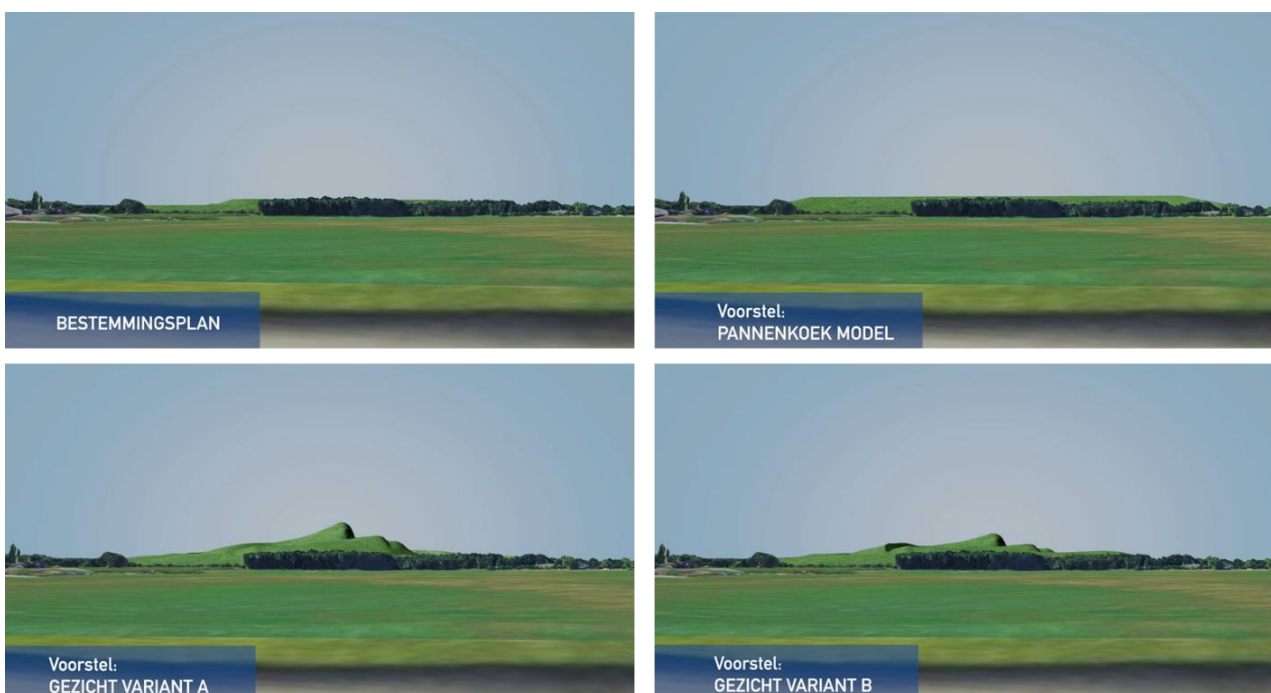 BESTEMMINGSPLAN
Voorstel:
PANNENKOEK MODEL
Voorstel:
GEZICHT VARIANT A
Voorstel:
GEZICHT VARIANT B